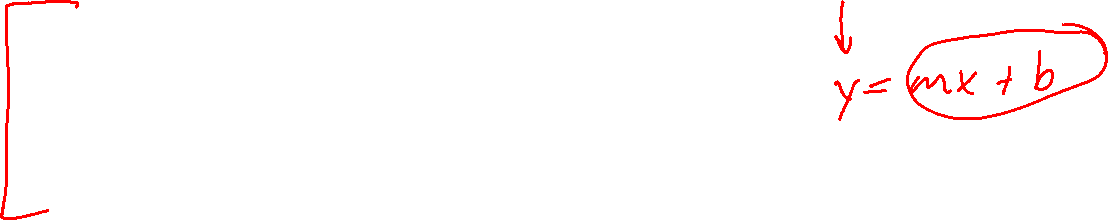 y = mx + b